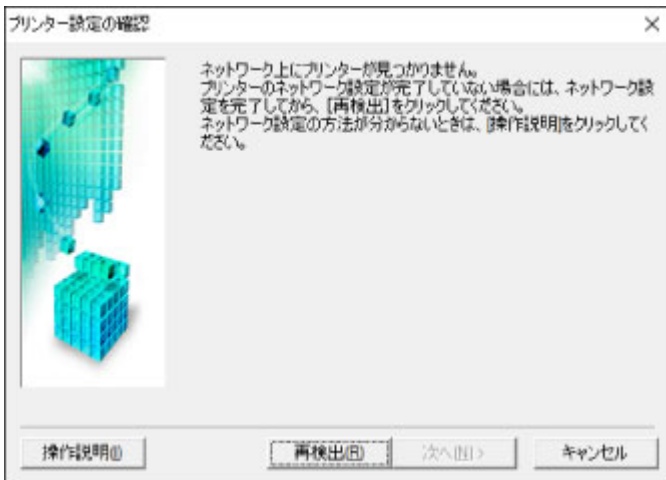 プリンター設定の確認
ネットワーク上にプリンターが見つかりません。
プリンターのネットワーク設定が完了していない場合には、ネットワーク設
定を完了してから、[再検出]をクリックしてください。
ネットワーク設定の方法が分からないときは、[操作説明]をクリックしてく
ださい。
操作説明(I)
再検出(R)
次へ(N) >
キャンセル